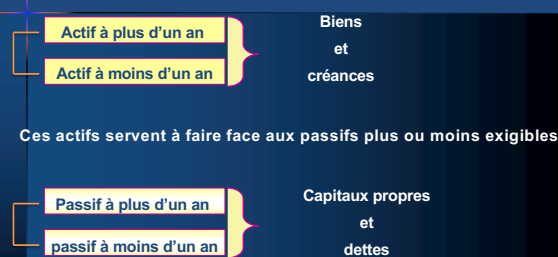 Actif à plus d'un an
Biens
et
Actif à moins d'un an
créances
Ces actifs servent à faire face aux passifs plus ou moins exigibles
Passif à plus d'un an
Capitaux propres
et
passif à moins d'un an
dettes